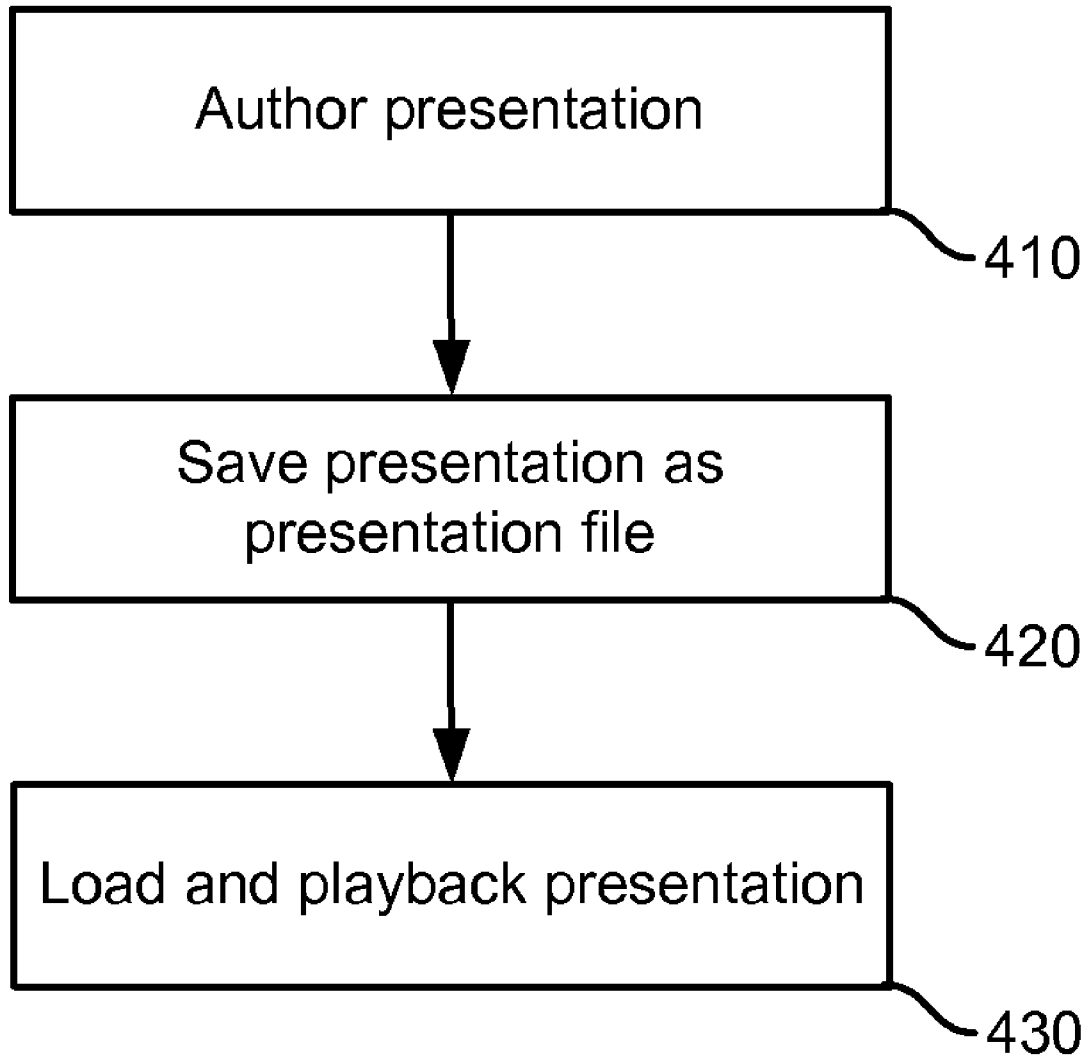 Author presentation
410
Save presentation as
presentation file
420
Load and playback presentation
430